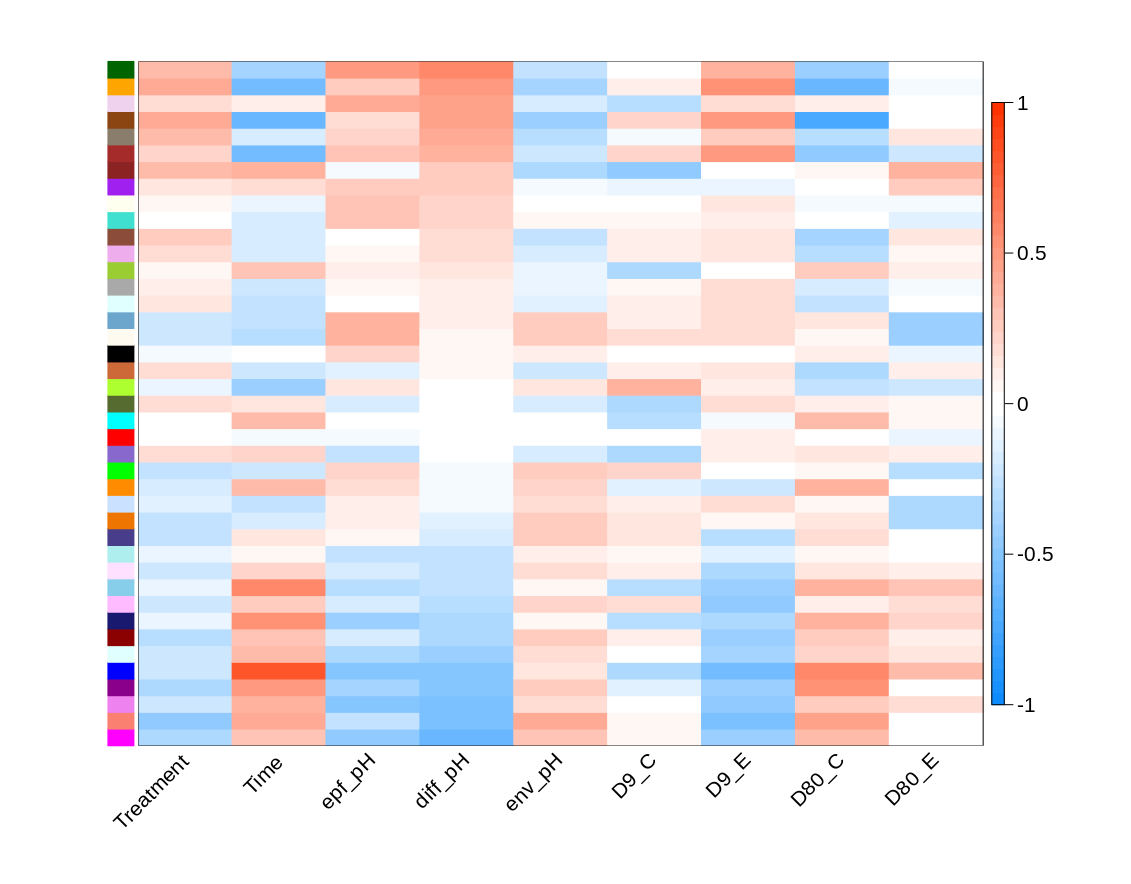 1
0.5
0
-0.5
-1
Treatment
Time
epf_pH
diff_pH
env_pH
D9_C
D9_E
D80_C
D80_E